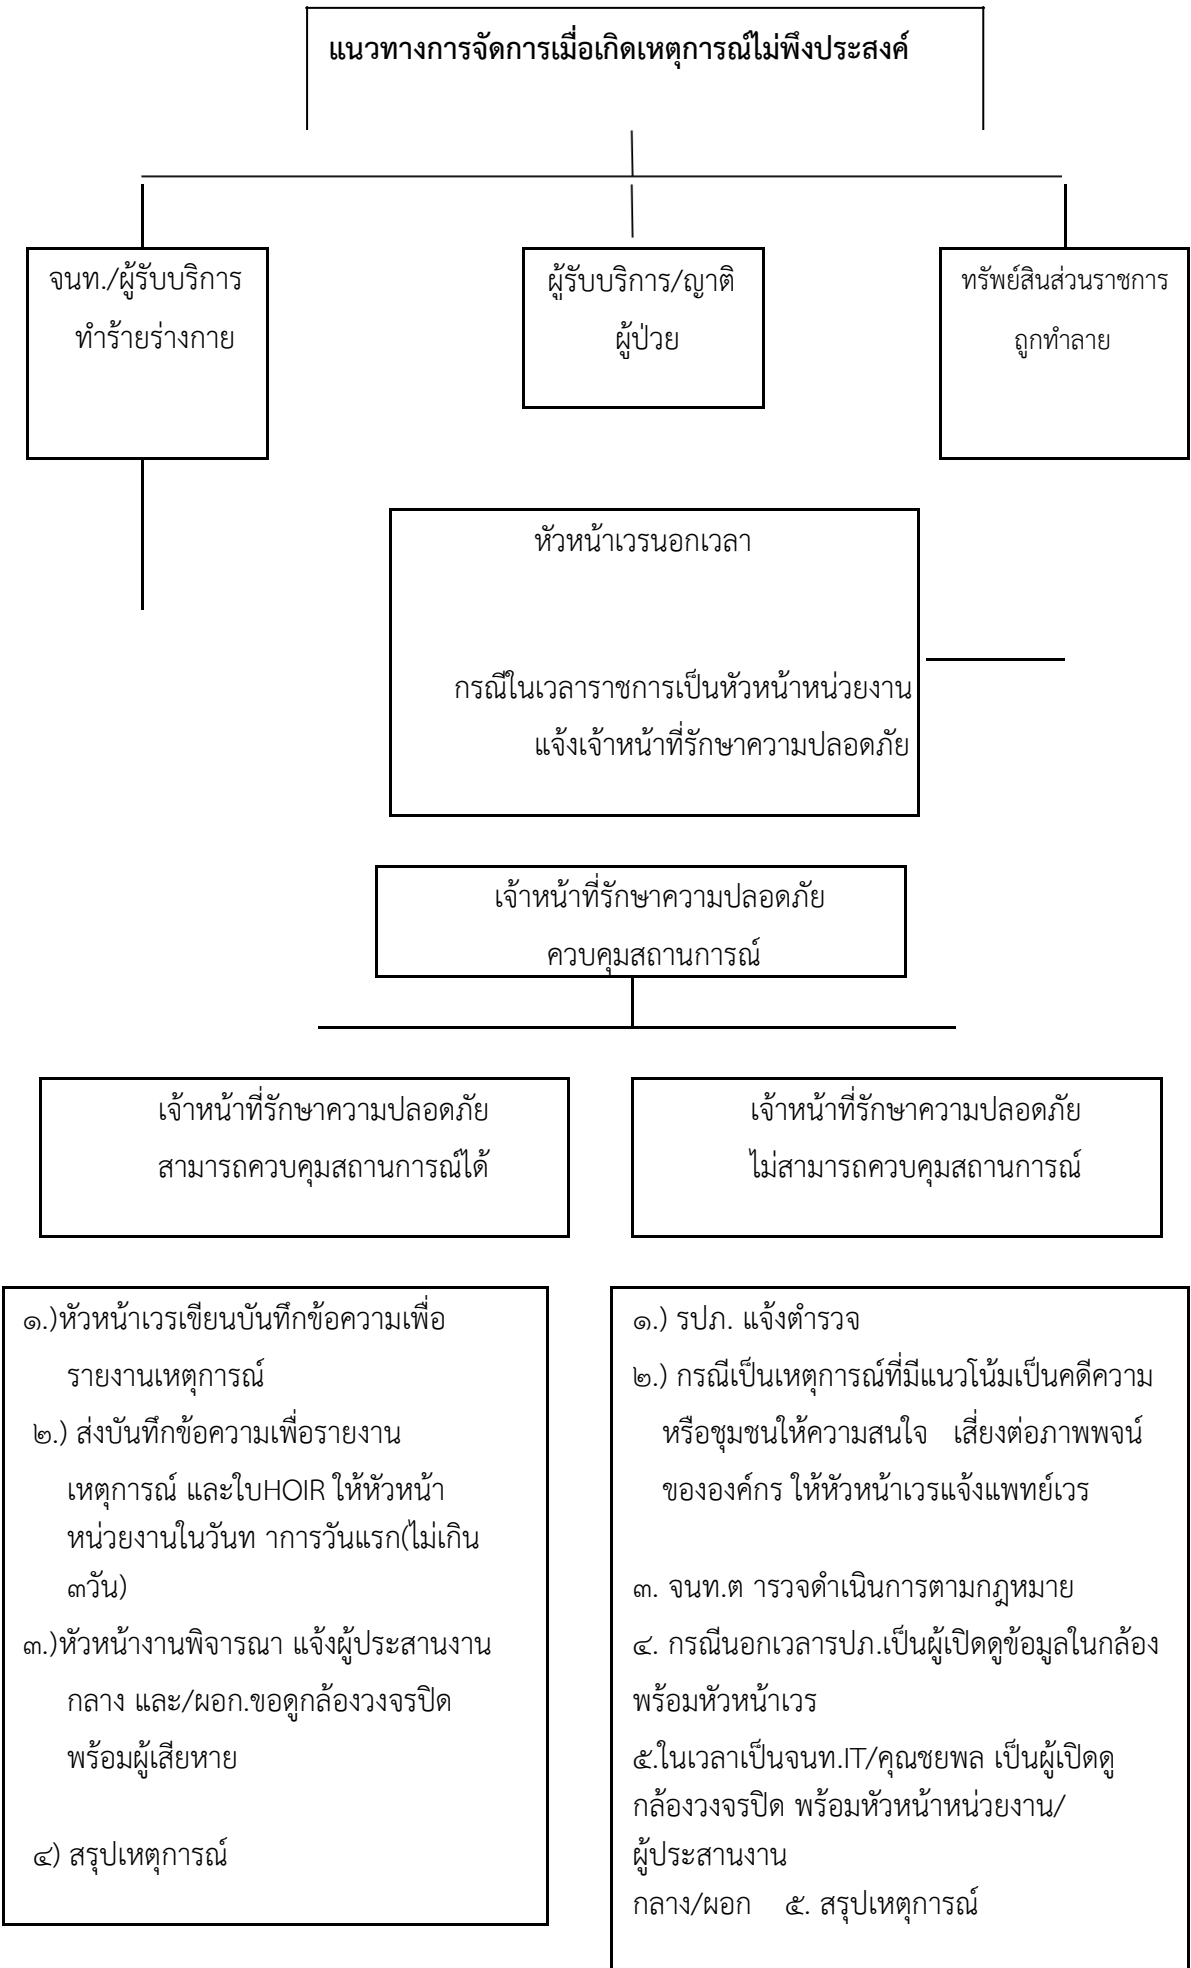 แนวทางการจัดการเมื่อเกิดเหตุการณ์ไม่พึงประสงค์
จนท./ผู้รับบริการ
ทำร้ายร่างกาย
ผู้รับบริการ/ญาติ
ผู้ป่วย
ทรัพย์สินส่วนราชการ
ถูกทำลาย
หัวหน้าเวรนอกเวลา
กรณีในเวลาราชการเป็นหัวหน้าหน่วยงาน
แจ้งเจ้าหน้าที่รักษาความปลอดภัย
เจ้าหน้าที่รักษาความปลอดภัย
ควบคุมสถานการณ์
เจ้าหน้าที่รักษาความปลอดภัย
สามารถควบคุมสถานการณ์ได้
เจ้าหน้าที่รักษาความปลอดภัย
ไม่สามารถควบคุมสถานการณ์
๑.)หัวหน้าเวรเขียนบันทึกข้อความเพื่อ
รายงานเหตุการณ์
๒.) ส่งบันทึกข้อความเพื่อรายงาน
เหตุการณ์ และใบHOIR ให้หัวหน้า
หน่วยงานในวันท าการวันแรก(ไม่เกิน
๓วัน)
๓.)หัวหน้างานพิจารณา แจ้งผู้ประสานงาน
กลาง และ/ผอก.ขอดูกล้องวงจรปิด
พร้อมผู้เสียหาย
๔) สรุปเหตุการณ์
๑.) รปภ. แจ้งตำรวจ
๒.) กรณีเป็นเหตุการณ์ที่มีแนวโน้มเป็นคดีความ
หรือชุมชนให้ความสนใจ เสี่ยงต่อภาพพจน์
ขององค์กร ให้หัวหน้าเวรแจ้งแพทย์เวร
๓. จนท.ต ารวจดำเนินการตามกฎหมาย
๔. กรณีนอกเวลารปภ.เป็นผู้เปิดดูข้อมูลในกล้อง
พร้อมหัวหน้าเวร
๕.ในเวลาเป็นจนท.IT/คุณชยพล เป็นผู้เปิดดู
กล้องวงจรปิด พร้อมหัวหน้าหน่วยงาน/
ผู้ประสานงาน
กลาง/ผอก ๕. สรุปเหตุการณ์